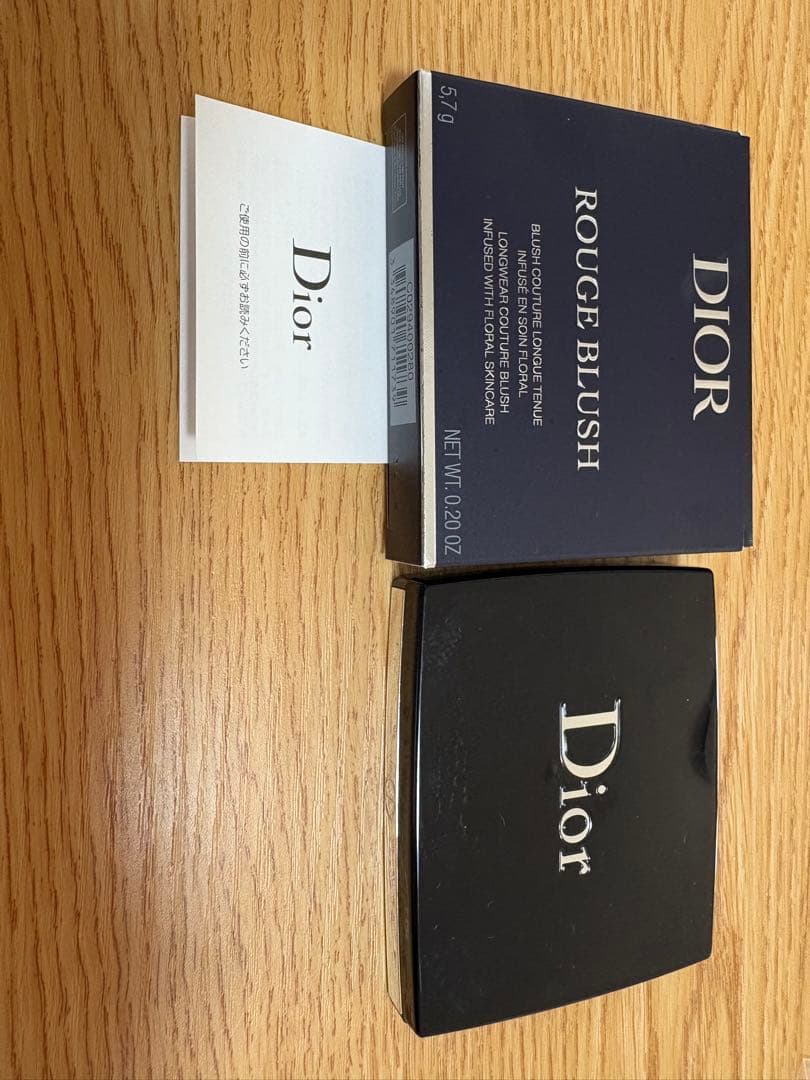 DIOR
ROUGE BLUSH
BLUSH COUTURE LONGUE TENUE
INFUSÉ EN SOIN FLORAL
LONGWEAR COUTURE BLUSH
INFUSED WITH FLORAL SKINCARE
5,7 g
NET WT. 0.20 OZ
C029400280
Dior
ご使用の前に必ずお読みください
Dior